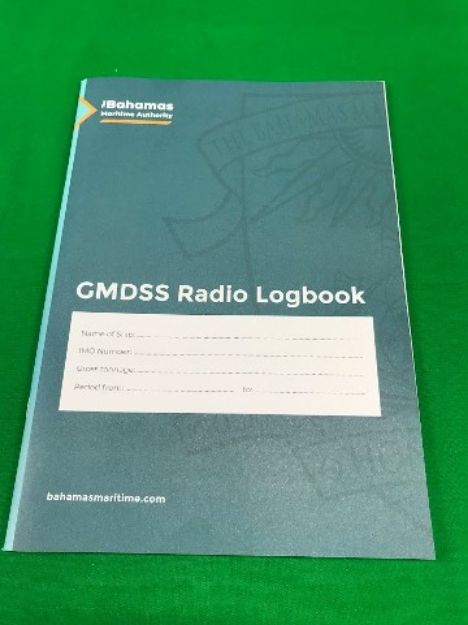 The Bahamas
Maritime Authority
GMDSS Radio Logbook
Name of Ship:
IMO Number:
Gross tonnage:
Period from: to:
bahamasmaritime.com